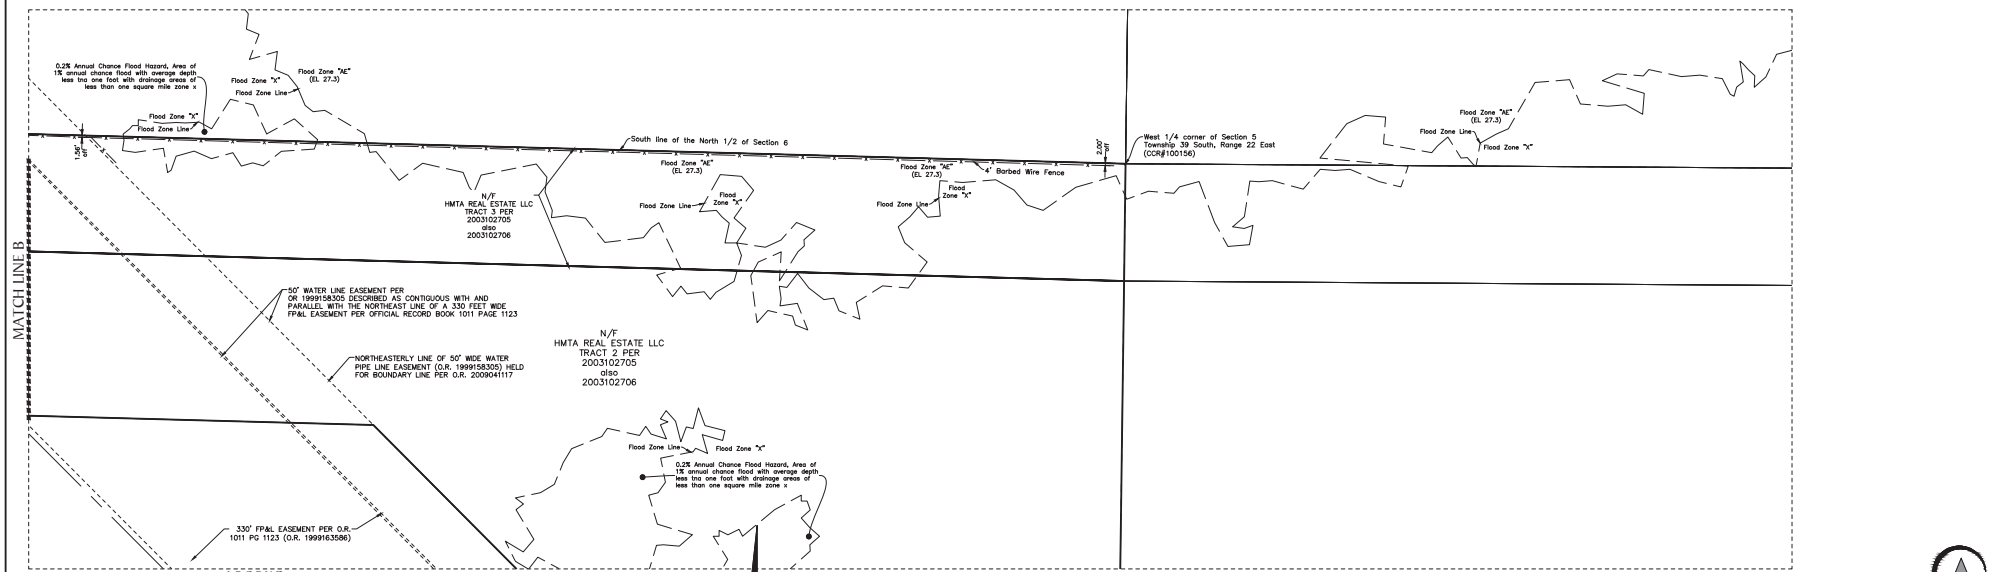 0.2% Annual Chance Flood Hazard, Area of
1% annual chance flood with average depth
less tna one foot with drainage areas of
less than one square mile zone x
Flood Zone "X"
Flood Zone Line
Flood Zone "AE"
(EL 27.3)
Flood Zone "X"
Flood Zone Line
1.56'
off
South line of the North 1/2 of Section 6
Flood Zone "AE"
(EL 27.3)
Flood Zone "AE"
(EL 27.3)
4' Barbed Wire Fence
2.00'
off
West 1/4 corner of Section 5
Township 39 South, Range 22 East
(CCR#100156)
Flood Zone "AE"
(EL 27.3)
Flood Zone Line
Flood Zone "X"
N/F
HMTA REAL ESTATE LLC
TRACT 3 PER
2003102705
also
2003102706
Flood Zone Line
Flood
Zone "X"
Flood Zone Line
Flood
Zone "X"
MATCH LINE B
50' WATER LINE EASEMENT PER
OR 1999158305 DESCRIBED AS CONTIGUOUS WITH AND
PARALLEL WITH THE NORTHEAST LINE OF A 330 FEET WIDE
FP&L EASEMENT PER OFFICIAL RECORD BOOK 1011 PAGE 1123
NORTHEASTERLY LINE OF 50' WIDE WATER
PIPE LINE EASEMENT (O.R. 1999158305) HELD
FOR BOUNDARY LINE PER O.R. 2009041117
N/F
HMTA REAL ESTATE LLC
TRACT 2 PER
2003102705
also
2003102706
Flood Zone Line
Flood Zone "X"
0.2% Annual Chance Flood Hazard, Area of
1% annual chance flood with average depth
less tna one foot with drainage areas of
less than one square mile zone x
330' FP&L EASEMENT PER O.R.
1011 PG 1123 (O.R. 1999163586)